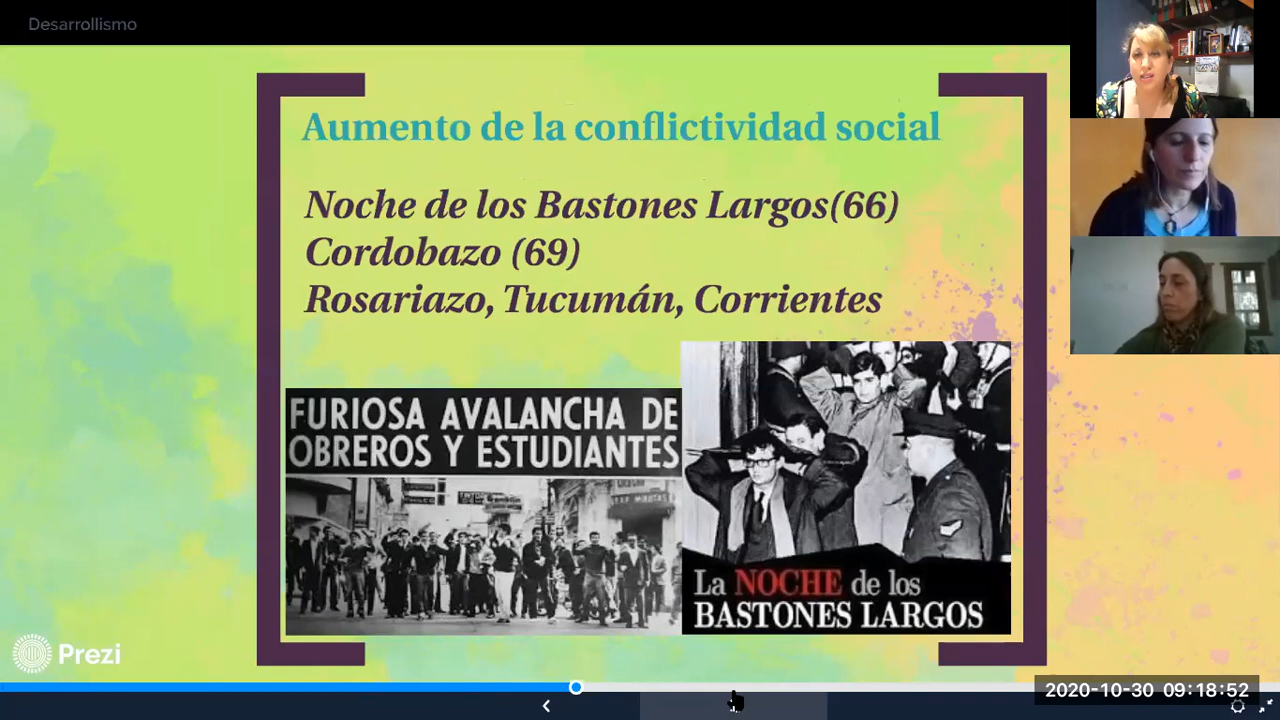 Desarrollismo
Aumento de la conflictividad social
Noche de los Bastones Largos(66)
Cordobazo (69)
Rosariazo, Tucumán, Corrientes
FURIOSA AVALANCHA DE
OBREROS Y ESTUDIANTES
La NOCHE de los
BASTONES LARGOS
Prezi
2020-10-30 09:18:52